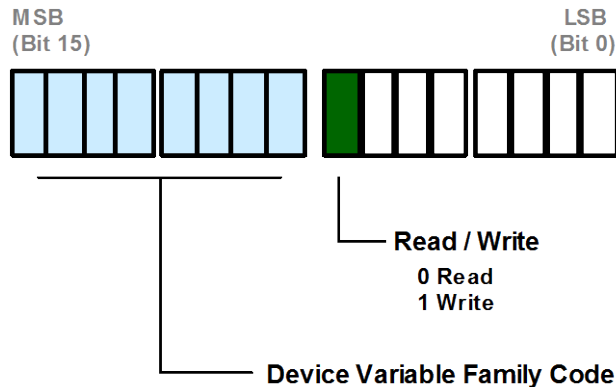 MSB
(Bit 15)
LSB
(Bit 0)
Read / Write
0 Read
1 Write
Device Variable Family Code